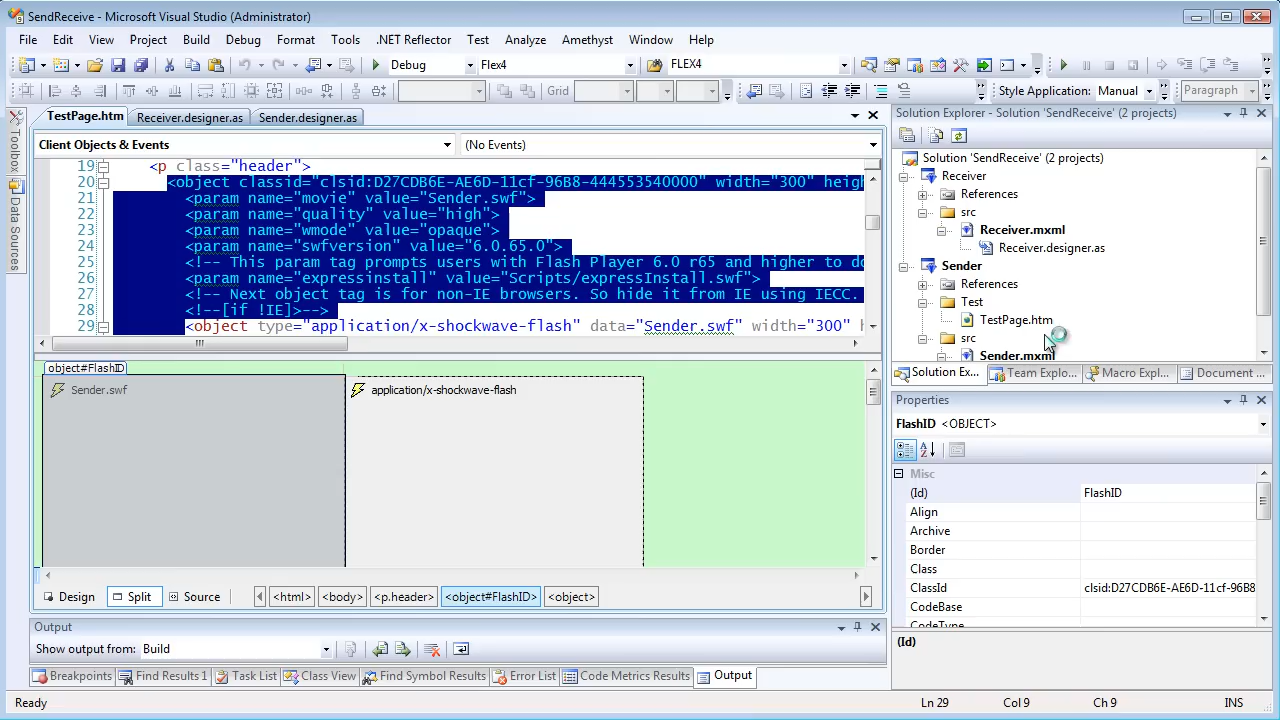 SendReceive - Microsoft Visual Studio (Administrator)
File Edit View Project Build Debug Format Tools .NET Reflector Test Analyze Amethyst Window Help
Debug Flex4 FLEX4
Grid Style Application: Manual Paragraph
Toolbox
Data Sources
TestPage.htm Receiver.designer.as Sender.designer.as
Client Objects & Events (No Events)
19 <p class="header">
20 <object classid="clsid:D27CDB6E-AE6D-11cf-96B8-444553540000" width="300" heigh
21 <param name="movie" value="Sender.swf">
22 <param name="quality" value="high">
23 <param name="wmode" value="opaque">
24 <param name="swfversion" value="6.0.65.0">
25 <!-- This param tag prompts users with Flash Player 6.0 r65 and higher to do
26 <param name="expressinstall" value="Scripts/expressInstall.swf">
27 <!-- Next object tag is for non-IE browsers. So hide it from IE using IECC.
28 <!--[if !IE]>-->
29 <object type="application/x-shockwave-flash" data="Sender.swf" width="300" h
object#FlashID
Sender.swf application/x-shockwave-flash
Design Split Source <html> <body> <p.header> <object#FlashID> <object>
Output
Show output from: Build
Breakpoints Find Results 1 Task List Class View Find Symbol Results Error List Code Metrics Results Output
Solution Explorer - Solution 'SendReceive' (2 projects)
Solution 'SendReceive' (2 projects)
Receiver
References
src
Receiver.mxml
Receiver.designer.as
Sender
References
Test
TestPage.htm
src
Sender.mxml
Solution Ex... Team Explo... Macro Expl... Document ...
Properties
FlashID <OBJECT>
Misc
(Id) FlashID
Align
Archive
Border
Class
ClassId clsid:D27CDB6E-AE6D-11cf-96B8
CodeBase
CodeType
(Id)
Ready Ln 29 Col 9 Ch 9 INS